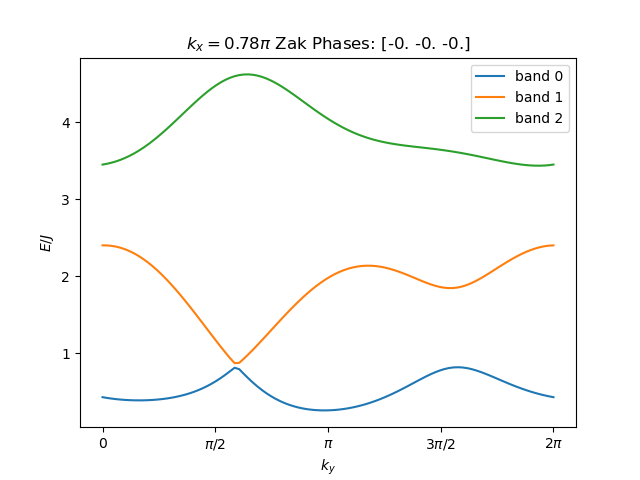 $k_x = 0.78\pi$ Zak Phases: [-0. -0. -0.]
band 0
band 1
band 2
4
3
2
1
E/J
0
π/2
π
3π/2
2π
$k_y$